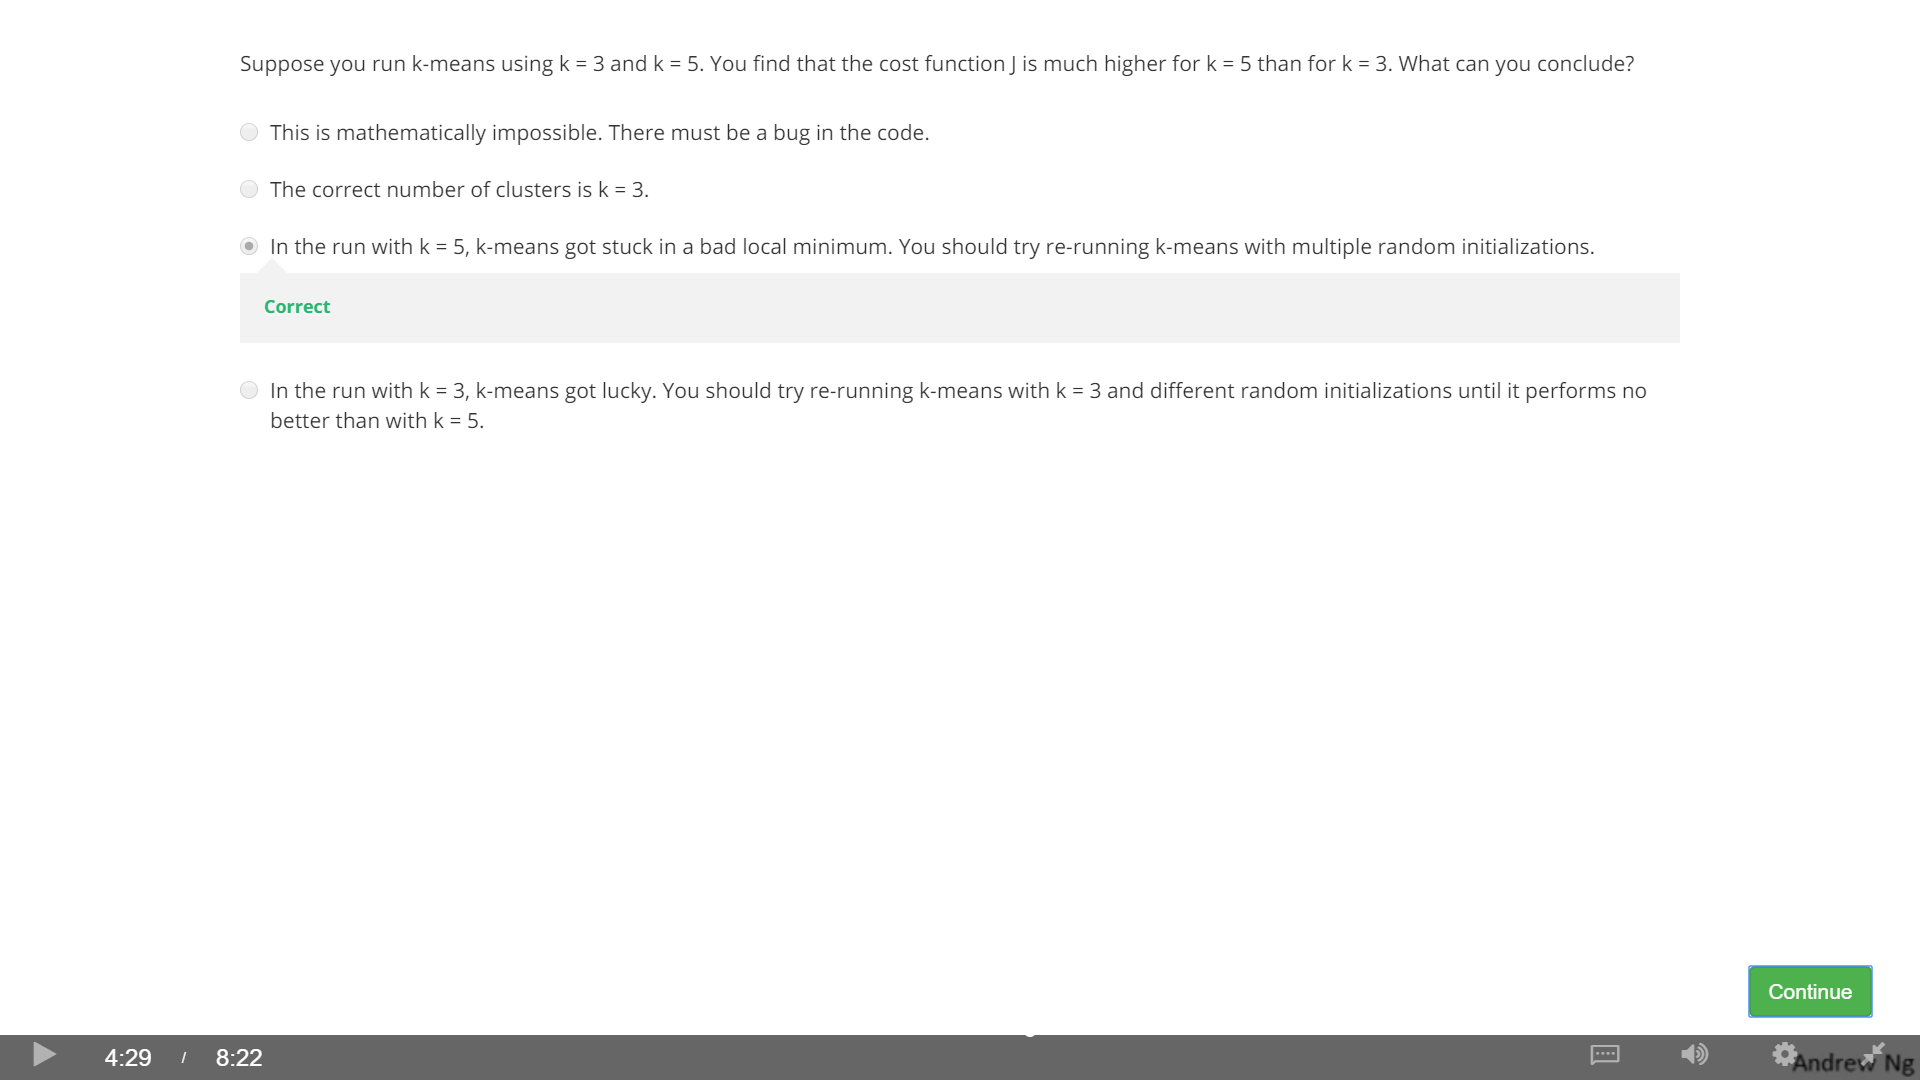 Suppose you run k-means using k = 3 and k = 5. You find that the cost function J is much higher for k = 5 than for k = 3. What can you conclude?
This is mathematically impossible. There must be a bug in the code.
The correct number of clusters is k = 3.
In the run with k = 5, k-means got stuck in a bad local minimum. You should try re-running k-means with multiple random initializations.
Correct
In the run with k = 3, k-means got lucky. You should try re-running k-means with k = 3 and different random initializations until it performs no
better than with k = 5.
Continue
4:29 / 8:22
Andrew Ng